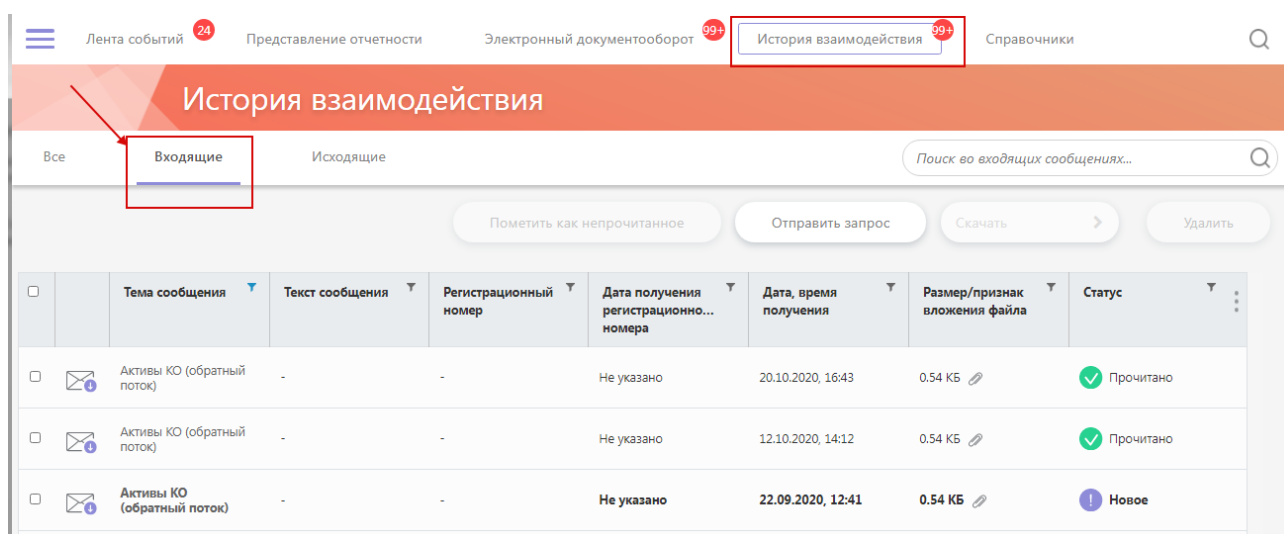 Лента событий 24 Представление отчетности Электронный документооборот 99+ История взаимодействия 99+ Справочники
История взаимодействия
Все Входящие Исходящие Поиск во входящих сообщениях...
Пометить как непрочитанное Отправить запрос Скачать Удалить
Тема сообщения Текст сообщения Регистрационный Дата получения Дата, время Размер/признак Статус
номер регистрационно... получения вложения файла
номера
Активы КО (обратный
поток) - - Не указано 20.10.2020, 16:43 0.54 КБ Прочитано
Активы КО (обратный
поток) - - Не указано 12.10.2020, 14:12 0.54 КБ Прочитано
Активы КО
(обратный поток) - - Не указано 22.09.2020, 12:41 0.54 КБ Новое